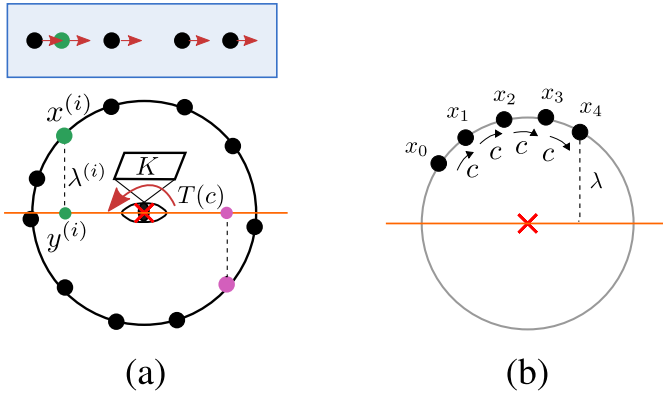 x^{(i)}
λ^{(i)}
K
T(c)
y^{(i)}
(a)
x_0
x_1
x_2
x_3
x_4
c
c
c
c
λ
(b)